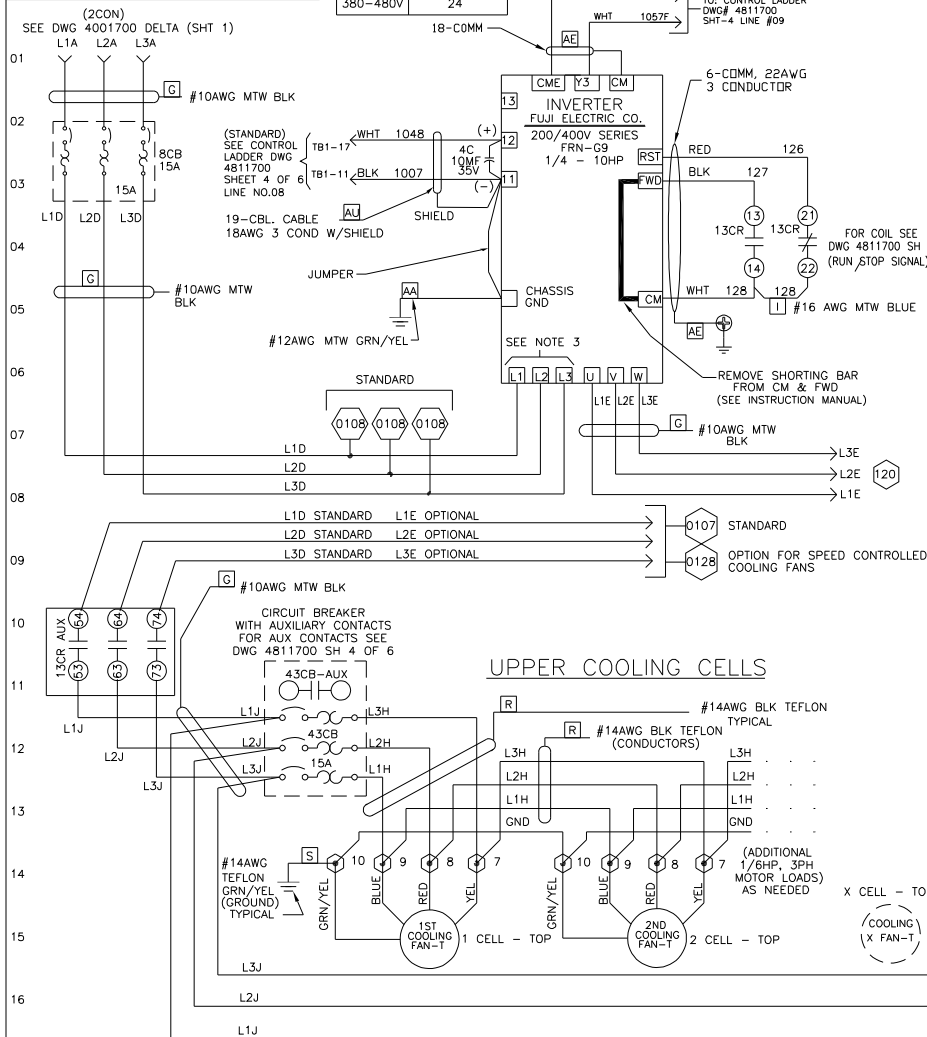 (2CON)
SEE DWG 4001700 DELTA (SHT 1)
L1A L2A L3A
380-480V 24
18-COMM
AE
WHT 1057F
TO: CONTROL LADDER
DWG# 4811700
SHT-4 LINE #09
01
G #10AWG MTW BLK
CME Y3 CM
6-COMM, 22AWG
3 CONDUCTOR
02
13
INVERTER
FUJI ELECTRIC CO.
200/400V SERIES
FRN-G9
1/4 - 10HP
(STANDARD)
SEE CONTROL
LADDER DWG
4811700
SHEET 4 OF 6
LINE NO.08
TB1-17 WHT 1048 (+) 12
4C
10MF
35V
TB1-11 BLK 1007 (-) 11
8CB
15A
15A
RST RED 126
FWD BLK 127
03
L1D L2D L3D
19-CBL. CABLE
18AWG 3 COND W/SHIELD
AU
SHIELD
13 21
13CR 13CR
14 22
FOR COIL SEE
DWG 4811700 SH
(RUN/STOP SIGNAL)
04
JUMPER
G #10AWG MTW
BLK
AA
CHASSIS
GND
CM WHT 128 128
I #16 AWG MTW BLUE
05
#12AWG MTW GRN/YEL
AE
SEE NOTE 3
06
STANDARD
L1 L2 L3 U V W
REMOVE SHORTING BAR
FROM CM & FWD
(SEE INSTRUCTION MANUAL)
L1E L2E L3E
0108 0108 0108
G #10AWG MTW
BLK
07
L1D
L3E
L2D
L2E 120
L3D
L1E
08
L1D STANDARD L1E OPTIONAL
0107 STANDARD
L2D STANDARD L2E OPTIONAL
L3D STANDARD L3E OPTIONAL
0128 OPTION FOR SPEED CONTROLLED
COOLING FANS
09
G #10AWG MTW BLK
10
13CR AUX
54 64 74
63 63 73
CIRCUIT BREAKER
WITH AUXILIARY CONTACTS
FOR AUX CONTACTS SEE
DWG 4811700 SH 4 OF 6
43CB-AUX
UPPER COOLING CELLS
11
R #14AWG BLK TEFLON
TYPICAL
L1J
L1J L3H
R #14AWG BLK TEFLON
(CONDUCTORS)
12
L2J
L2J 43CB L2H
L3J
L3J 15A L1H
L3H L3H
L2H L2H
L1H L1H
GND GND
13
S
#14AWG
TEFLON
GRN/YEL
(GROUND)
TYPICAL
10 9 8 7
10 9 8 7
(ADDITIONAL
1/6HP, 3PH
MOTOR LOADS)
AS NEEDED
14
GRN/YEL BLUE RED YEL
GRN/YEL BLUE RED YEL
X CELL - TO
15
1ST
COOLING
FAN-T
1 CELL - TOP
2ND
COOLING
FAN-T
2 CELL - TOP
COOLING
X FAN-T
L3J
16
L2J
L1J